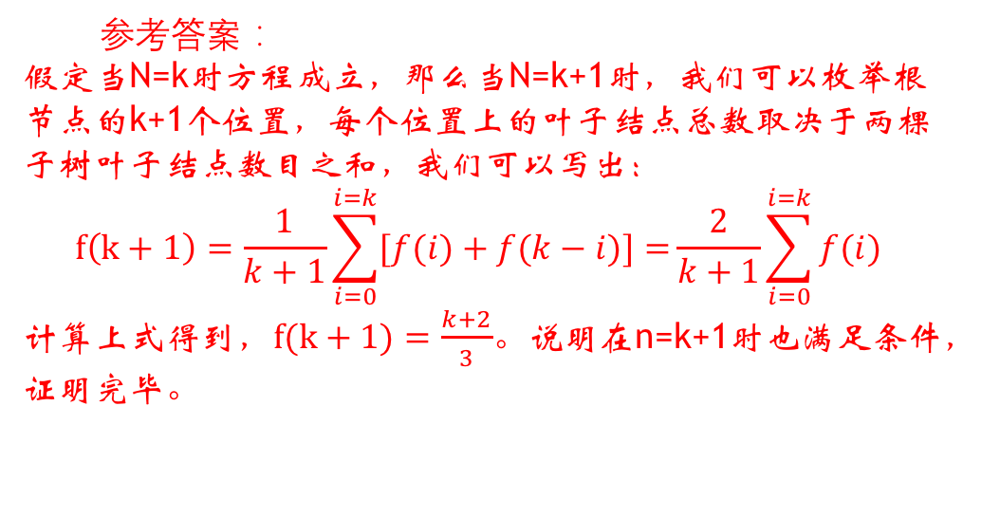 参考答案：
假定当N=k时方程成立，那么当N=k+1时，我们可以枚举根
节点的k+1个位置，每个位置上的叶子结点总数取决于两棵
子树叶子结点数目之和，我们可以写出：
f(k + 1) = \frac{1}{k+1} \sum_{i=0}^{i=k} [f(i) + f(k − i)] = \frac{2}{k+1} \sum_{i=0}^{i=k} f(i)
计算上式得到，f(k + 1) = \frac{k+2}{3}。说明在n=k+1时也满足条件，
证明完毕。